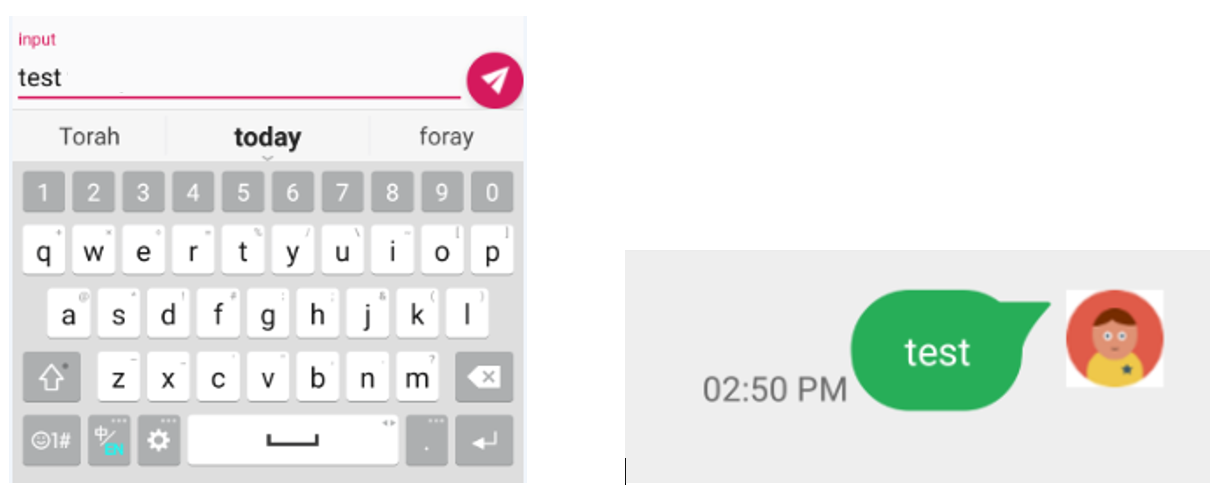 input
test
Torah today foray
1 2 3 4 5 6 7 8 9 0
q w e r t y u i o p
a s d f g h j k l
z x c v b n m
1# 中/EN .
test
02:50 PM